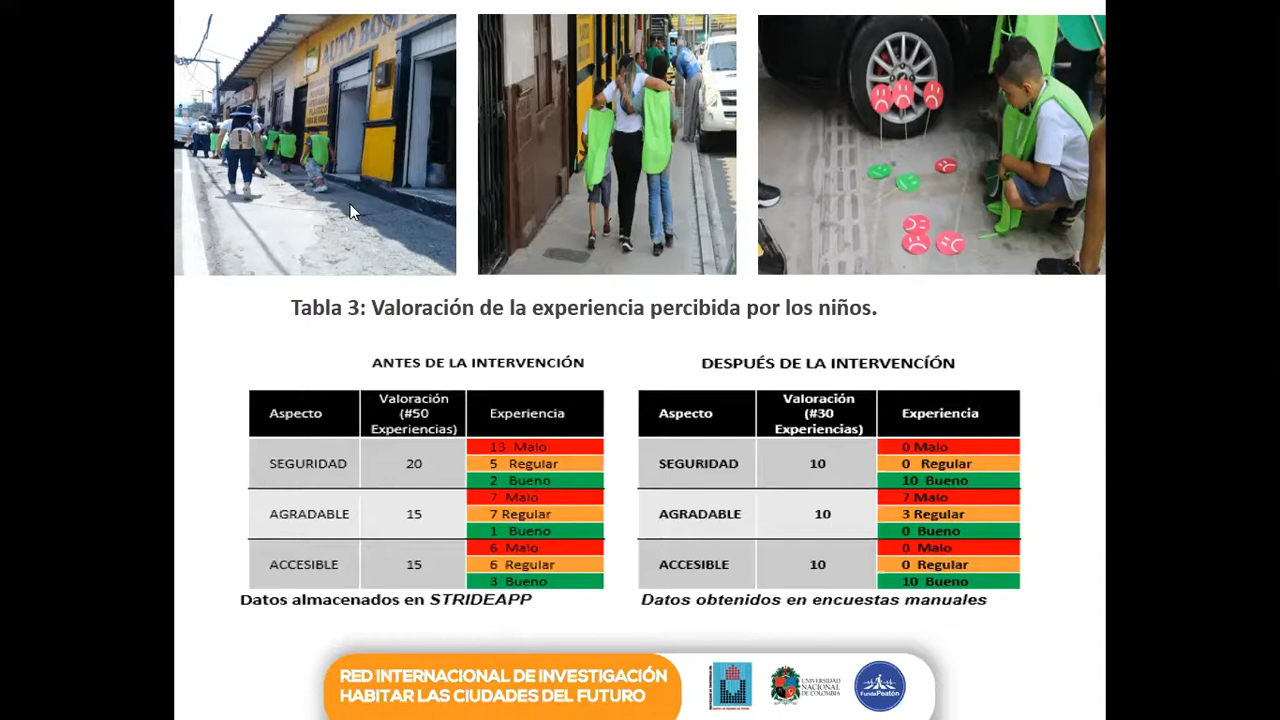 AUTO BOMPER
Tabla 3: Valoración de la experiencia percibida por los niños.
ANTES DE LA INTERVENCIÓN
Aspecto Valoración (#50 Experiencias) Experiencia
SEGURIDAD 20 13 Malo
5 Regular
2 Bueno
AGRADABLE 15 7 Malo
7 Regular
1 Bueno
ACCESIBLE 15 6 Malo
6 Regular
3 Bueno
Datos almacenados en STRIDEAPP
DESPUÉS DE LA INTERVENCÍÓN
Aspecto Valoración (#30 Experiencias) Experiencia
SEGURIDAD 10 0 Malo
0 Regular
10 Bueno
AGRADABLE 10 7 Malo
3 Regular
0 Bueno
ACCESIBLE 10 0 Malo
0 Regular
10 Bueno
Datos obtenidos en encuestas manuales
RED INTERNACIONAL DE INVESTIGACIÓN
HABITAR LAS CIUDADES DEL FUTURO
UNIVERSIDAD
NACIONAL
DE COLOMBIA
FundaPeatón